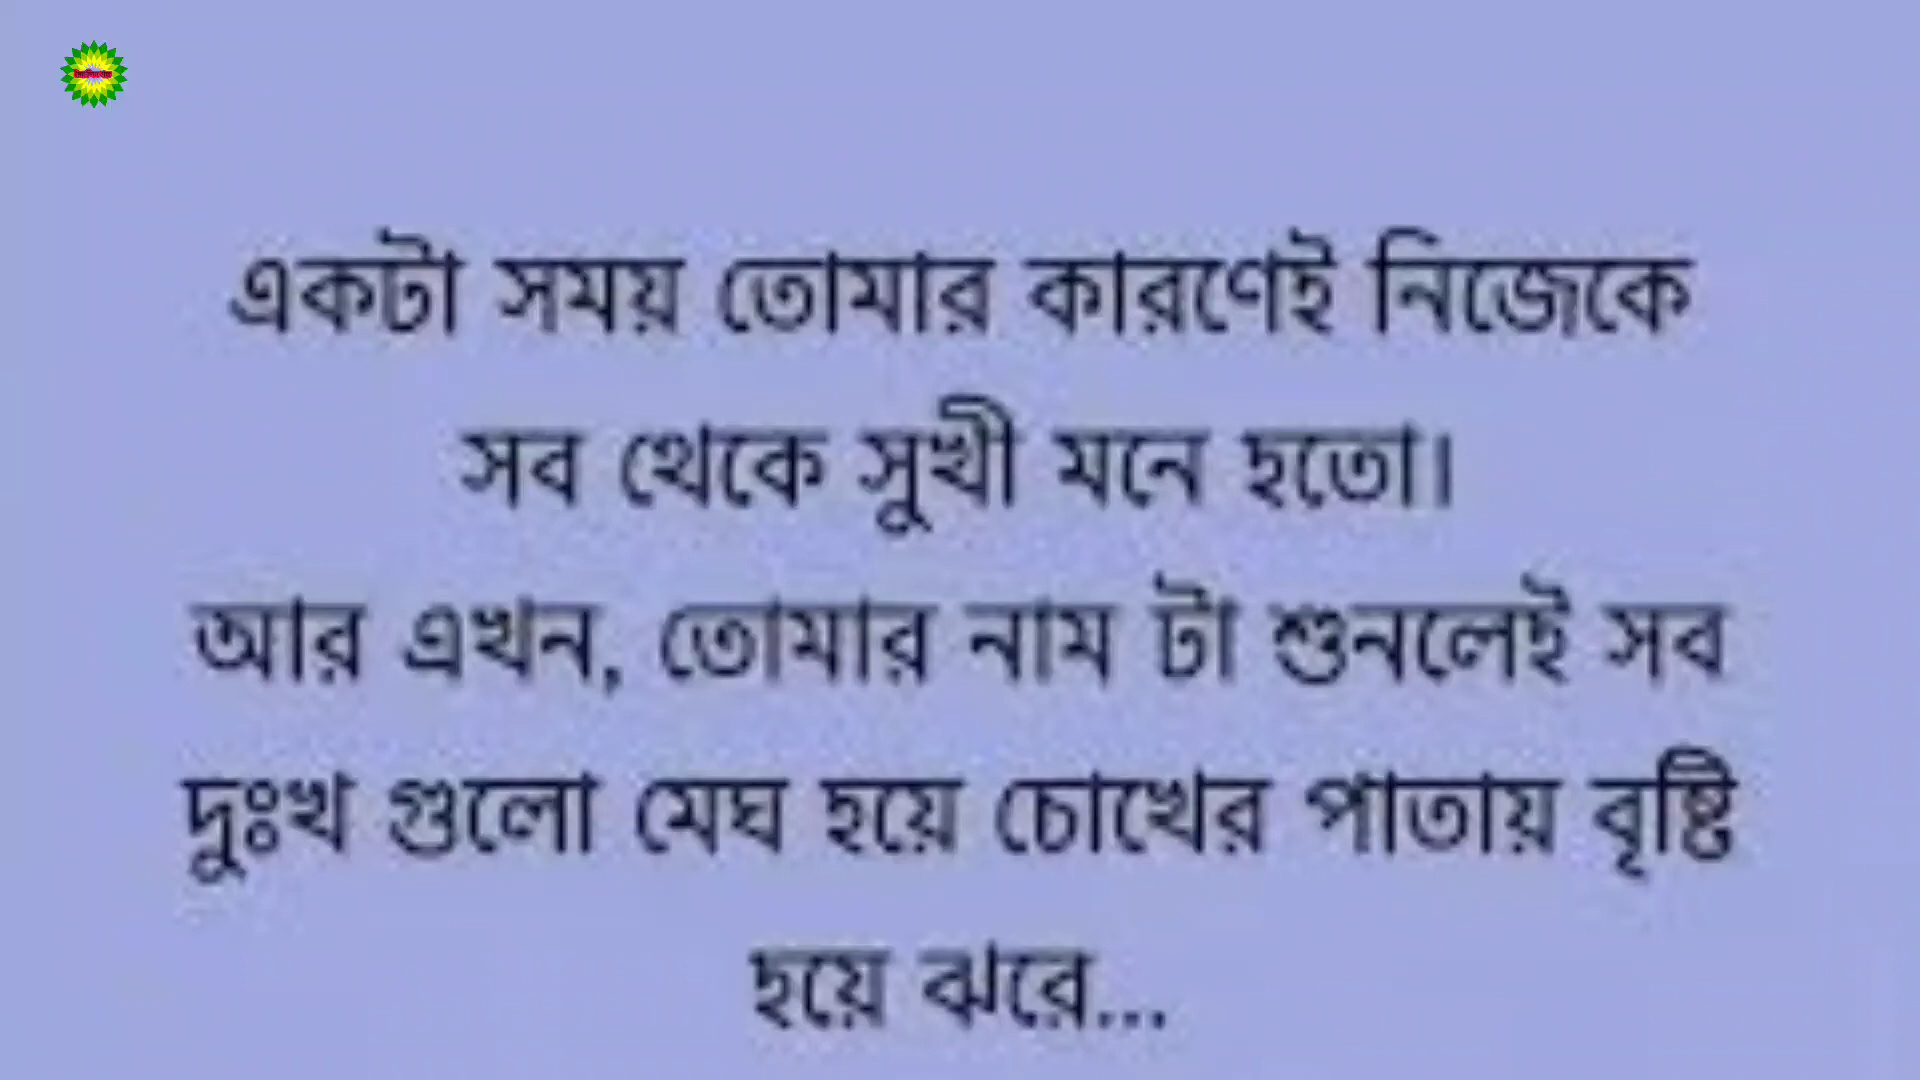 একটা সময় তোমার কারণেই নিজেকে
সব থেকে সুখী মনে হতো।
আর এখন, তোমার নাম টা শুনলেই সব
দুঃখ গুলো মেঘ হয়ে চোখের পাতায় বৃষ্টি
হয়ে ঝরে...